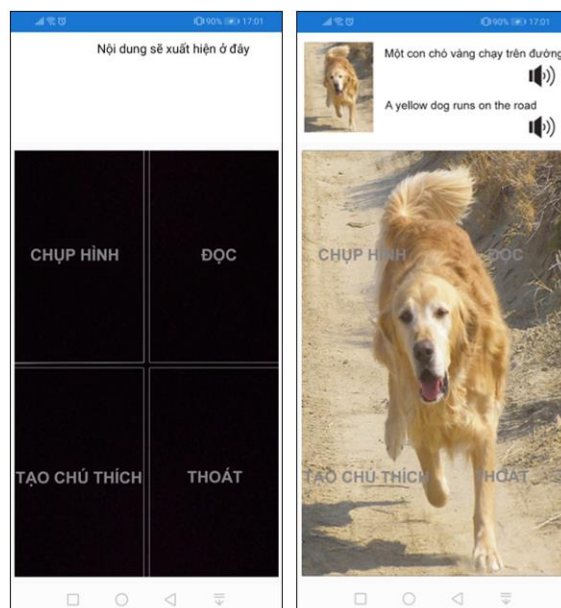 90% 17:01
Nội dung sẽ xuất hiện ở đây
CHỤP HÌNH
ĐỌC
TẠO CHÚ THÍCH
THOÁT
90% 17:01
Một con chó vàng chạy trên đường
A yellow dog runs on the road
CHỤP HÌNH
ĐỌC
TẠO CHÚ THÍCH
THOÁT